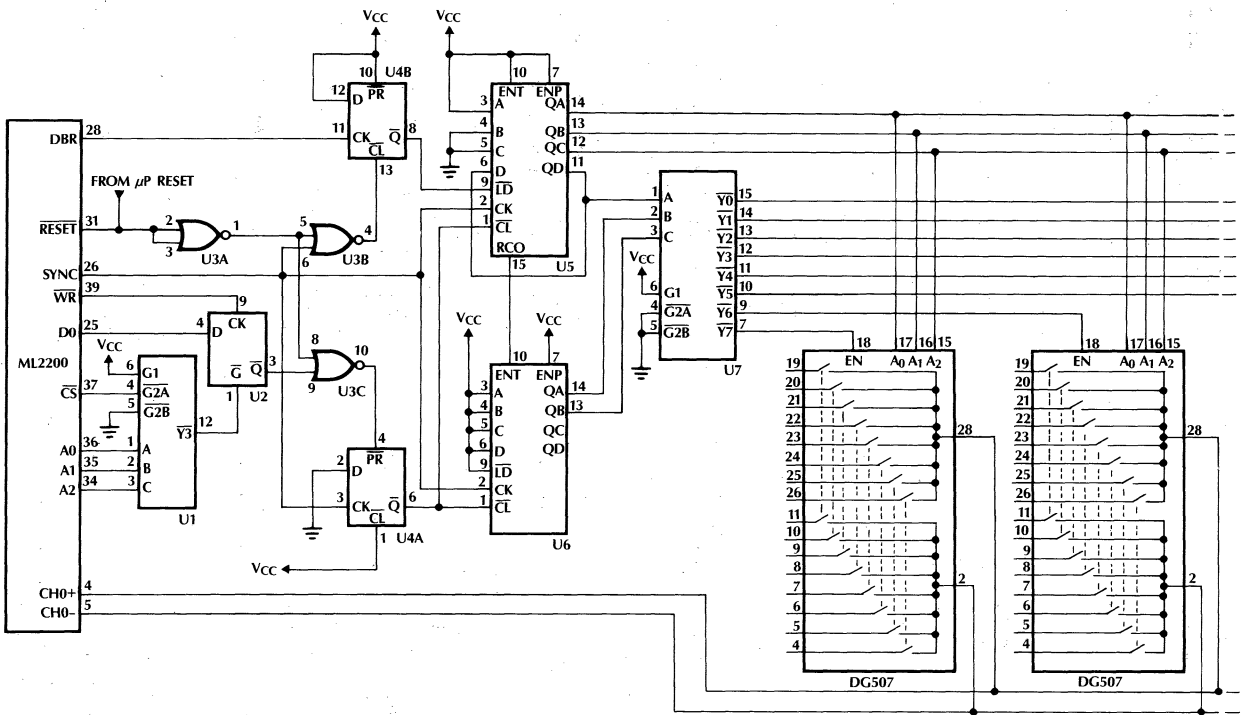 VCC
VCC
10
U4B
12
D
PR
DBR
28
11
CK
Q
8
CL
13
10
7
ENT
ENP
3
A
QA
14
4
B
QB
13
5
C
QC
12
6
D
QD
11
9
LD
2
CK
1
CL
RCO
15
U5
FROM µP RESET
RESET
31
2
3
1
U3A
5
6
4
U3B
SYNC
26
WR
39
9
CK
D0
25
4
D
G
Q
3
1
U2
ML2200
VCC
6
G1
CS
37
4
G2A
5
G2B
Y3
12
A0
36
1
A
A1
35
2
B
A2
34
3
C
U1
8
9
10
U3C
4
PR
2
D
3
CK
Q
6
CL
1
U4A
VCC
VCC
VCC
10
7
ENT
ENP
3
A
QA
14
4
B
QB
13
5
C
QC
6
D
QD
9
LD
2
CK
1
CL
U6
1
A
Y0
15
2
B
Y1
14
3
C
Y2
13
VCC
Y3
12
Y4
11
6
G1
Y5
10
4
G2A
Y6
9
5
G2B
Y7
7
U7
CH0+
4
CH0-
5
18
17
16
15
EN
A0
A1
A2
19
20
21
22
23
24
25
26
11
10
9
8
7
6
5
4
28
2
DG507
18
17
16
15
EN
A0
A1
A2
19
20
21
22
23
24
25
26
11
10
9
8
7
6
5
4
28
2
DG507